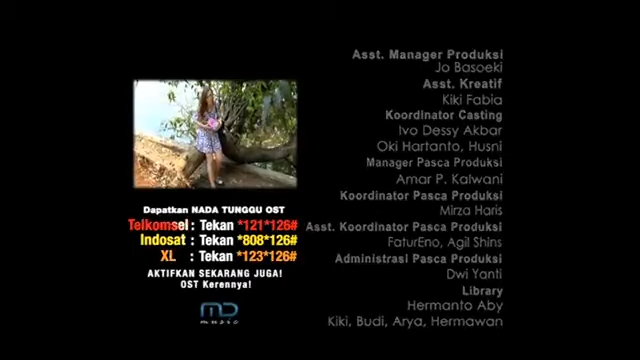 Asst. Manager Produksi
Jo Basoeki
Asst. Kreatif
Kiki Fabia
Koordinator Casting
Ivo Dessy Akbar
Oki Hartanto, Husni
Manager Pasca Produksi
Amar P. Kalwani
Koordinator Pasca Produksi
Mirza Haris
Asst. Koordinator Pasca Produksi
FaturEno, Agil Shins
Administrasi Pasca Produksi
Dwi Yanti
Library
Hermanto Aby
Kiki, Budi, Arya, Hermawan
Dapatkan NADA TUNGGU OST
Telkomsel : Tekan *121*126#
Indosat : Tekan *808*126#
XL : Tekan *123*126#
AKTIFKAN SEKARANG JUGA!
OST Kerennya!
MD
music